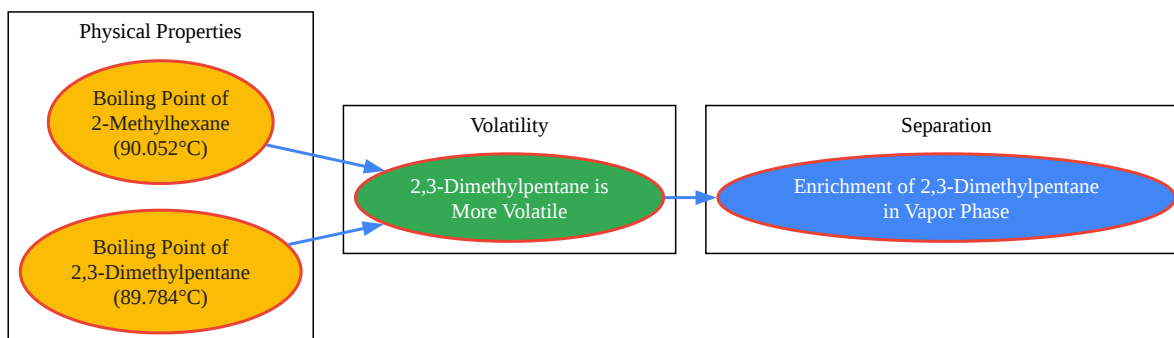 Physical Properties
Boiling Point of
2-Methylhexane
(90.052°C)
Boiling Point of
2,3-Dimethylpentane
(89.784°C)
Volatility
2,3-Dimethylpentane is
More Volatile
Separation
Enrichment of 2,3-Dimethylpentane
in Vapor Phase